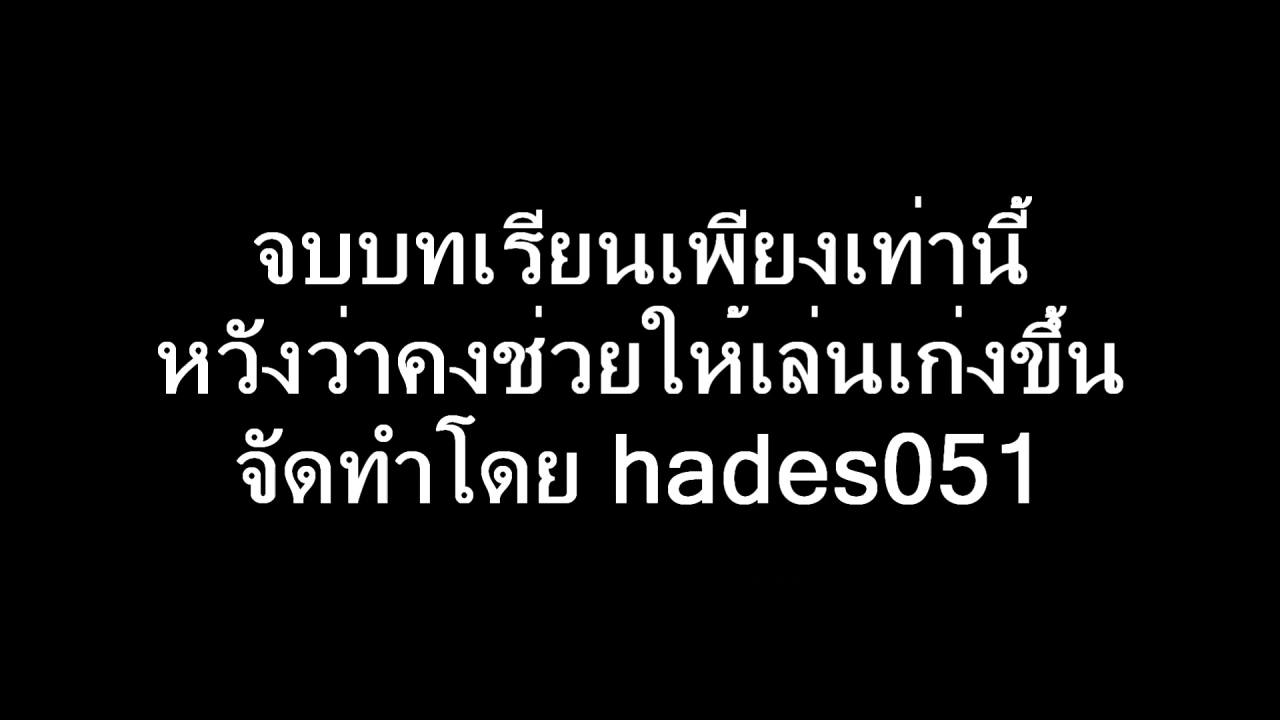 จบบทเรียนเพียงเท่านี้
หวังว่าคงช่วยให้เล่นเก่งขึ้น
จัดทำโดย hades051